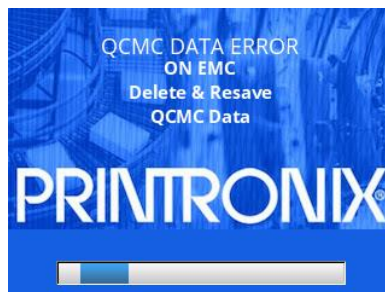 QCMC DATA ERROR
ON EMC
Delete & Resave
QCMC Data
PRINTRONIX®